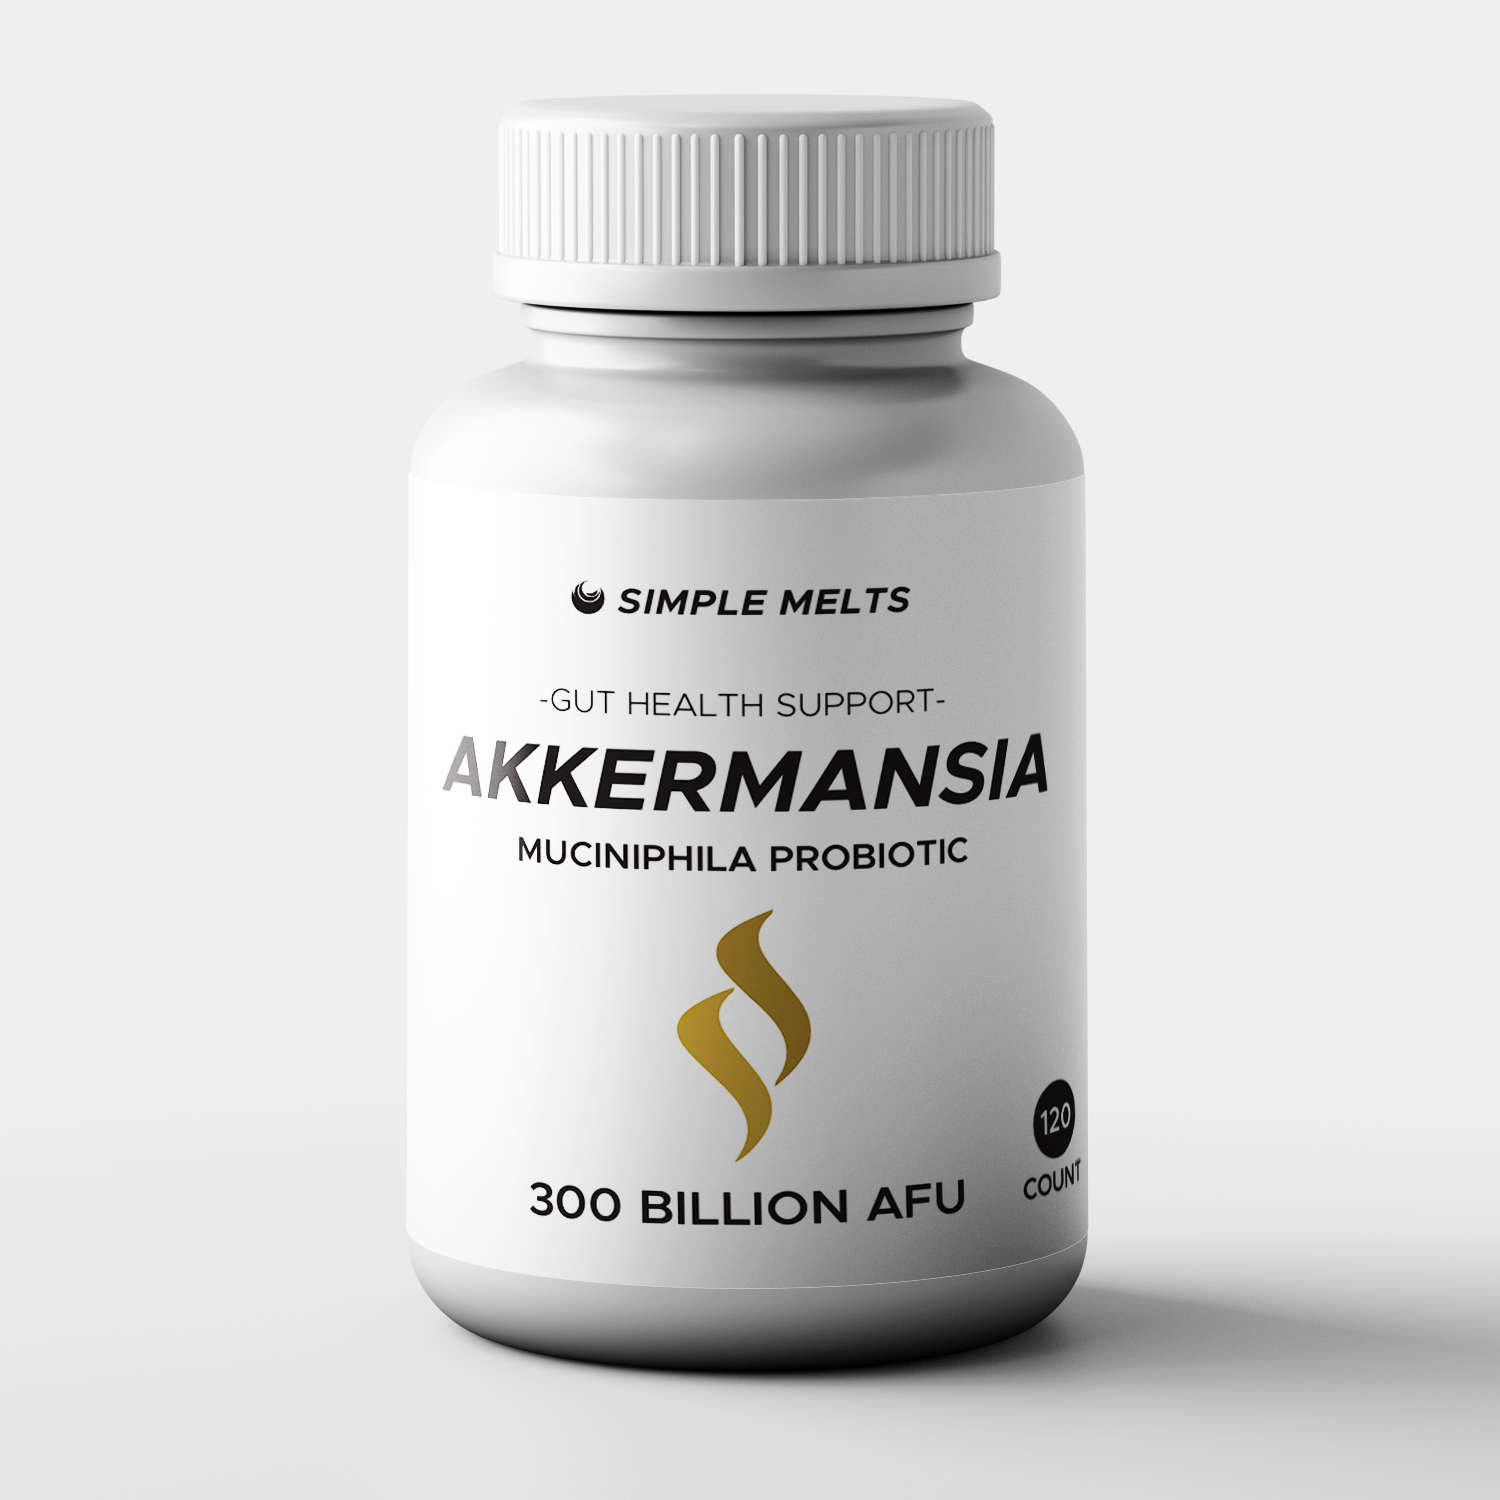 SIMPLE MELTS
-GUT HEALTH SUPPORT-
AKKERMANSIA
MUCINIPHILA PROBIOTIC
300 BILLION AFU
120
COUNT